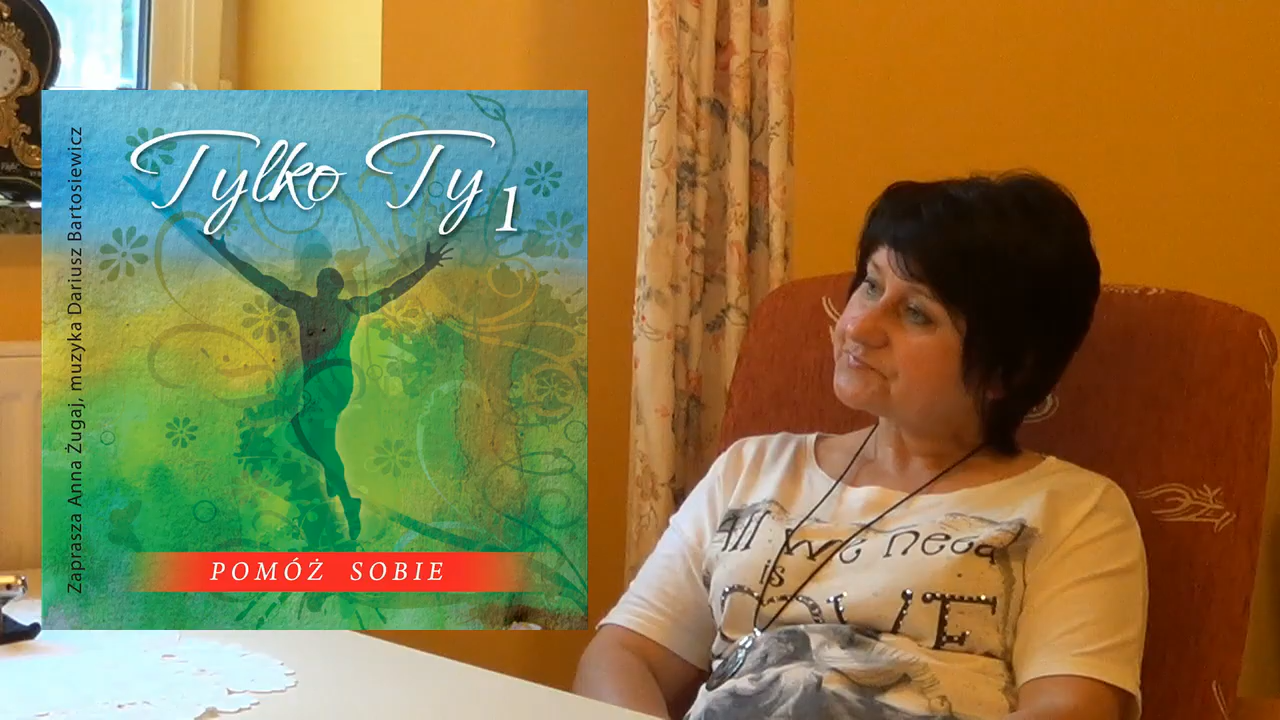 Zaprasza Anna Żugaj, muzyka Dariusz Bartosiewicz
Tylko Ty 1
POMÓŻ SOBIE
All we need
is
LOVE